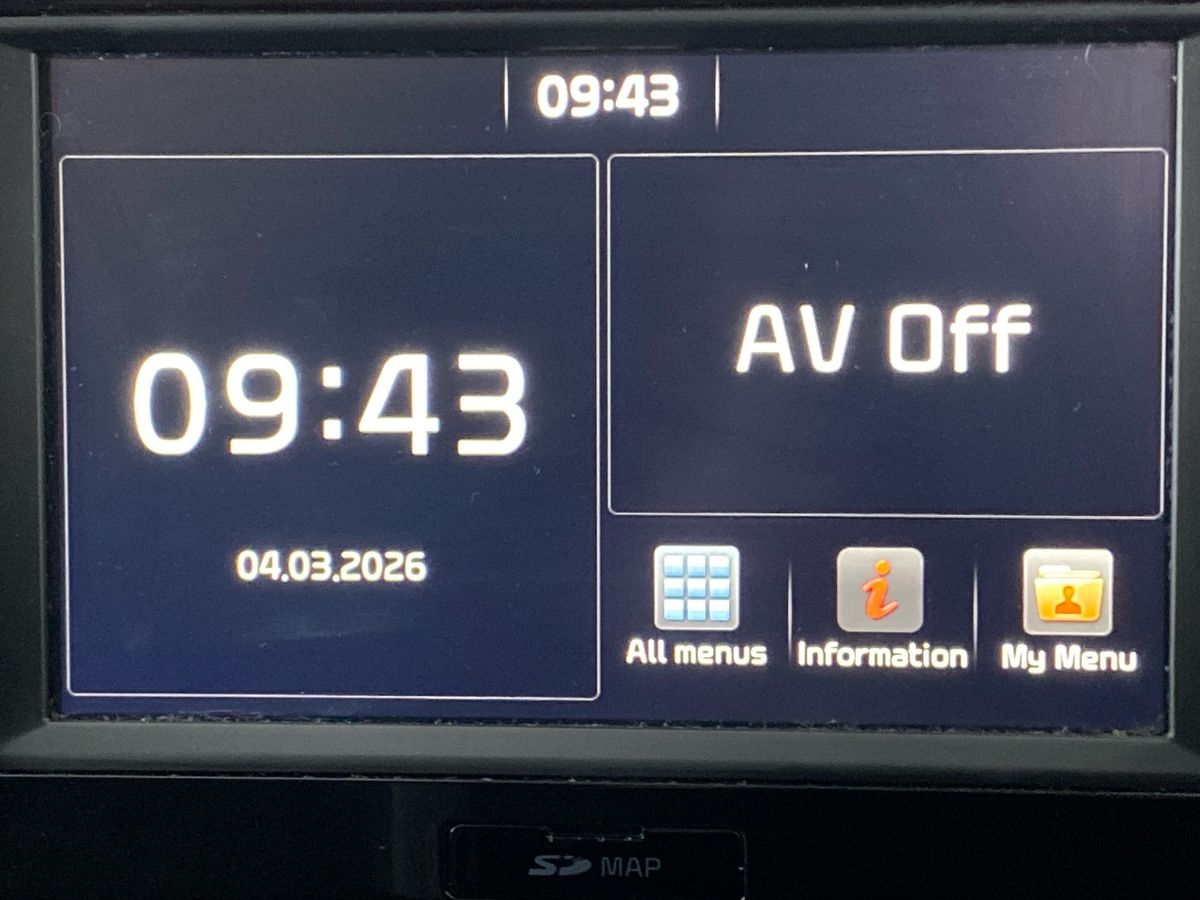 09:43
09:43
04.03.2026
AV Off
All menus
Information
My Menu
SD MAP